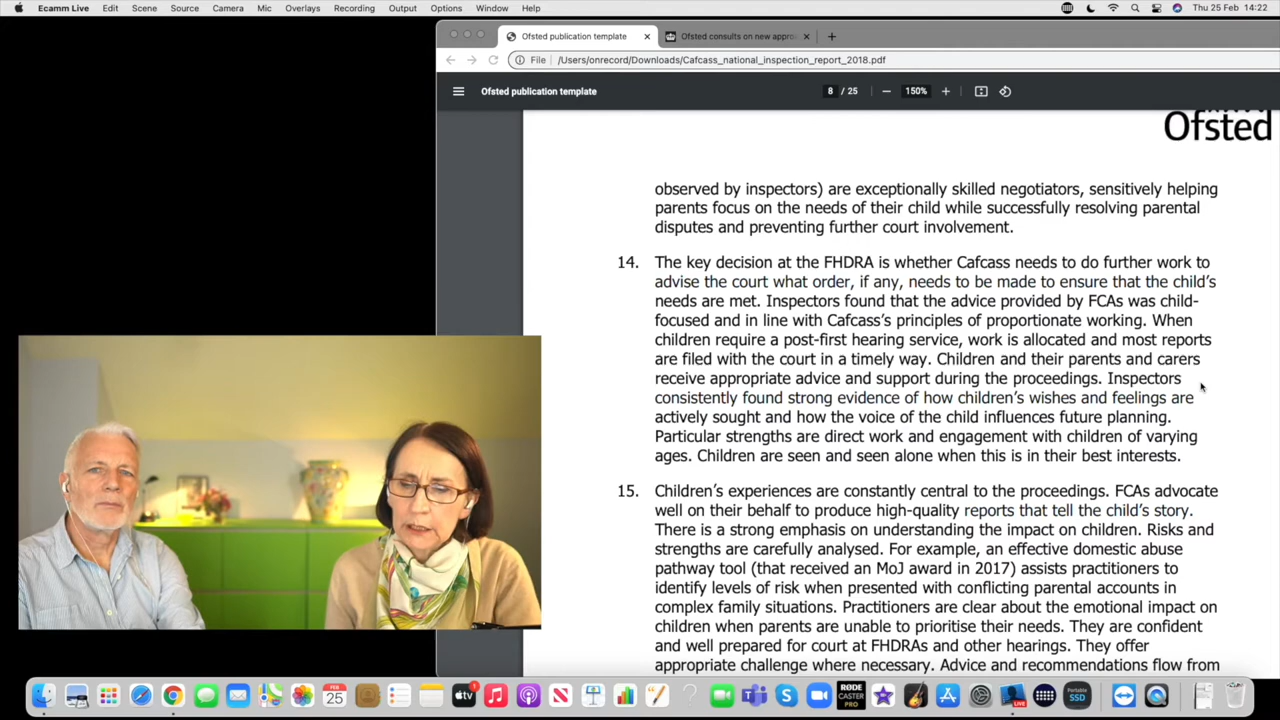 Ecamm Live Edit Scene Source Camera Mic Overlays Recording Output Options Window Help Thu 25 Feb 14:22
Ofsted publication template Ofsted consults on new appro
File /Users/onrecord/Downloads/Cafcass_national_inspection_report_2018.pdf
Ofsted publication template 8 / 25 150%
Ofsted
observed by inspectors) are exceptionally skilled negotiators, sensitively helping
parents focus on the needs of their child while successfully resolving parental
disputes and preventing further court involvement.
14. The key decision at the FHDRA is whether Cafcass needs to do further work to
advise the court what order, if any, needs to be made to ensure that the child’s
needs are met. Inspectors found that the advice provided by FCAs was child-
focused and in line with Cafcass’s principles of proportionate working. When
children require a post-first hearing service, work is allocated and most reports
are filed with the court in a timely way. Children and their parents and carers
receive appropriate advice and support during the proceedings. Inspectors
consistently found strong evidence of how children’s wishes and feelings are
actively sought and how the voice of the child influences future planning.
Particular strengths are direct work and engagement with children of varying
ages. Children are seen and seen alone when this is in their best interests.
15. Children’s experiences are constantly central to the proceedings. FCAs advocate
well on their behalf to produce high-quality reports that tell the child’s story.
There is a strong emphasis on understanding the impact on children. Risks and
strengths are carefully analysed. For example, an effective domestic abuse
pathway tool (that received an MoJ award in 2017) assists practitioners to
identify levels of risk when presented with conflicting parental accounts in
complex family situations. Practitioners are clear about the emotional impact on
children when parents are unable to prioritise their needs. They are confident
and well prepared for court at FHDRAs and other hearings. They offer
appropriate challenge where necessary. Advice and recommendations flow from
FEB
25
tv
RØDE
CASTER
PRO
LIVE
Portable
SSD